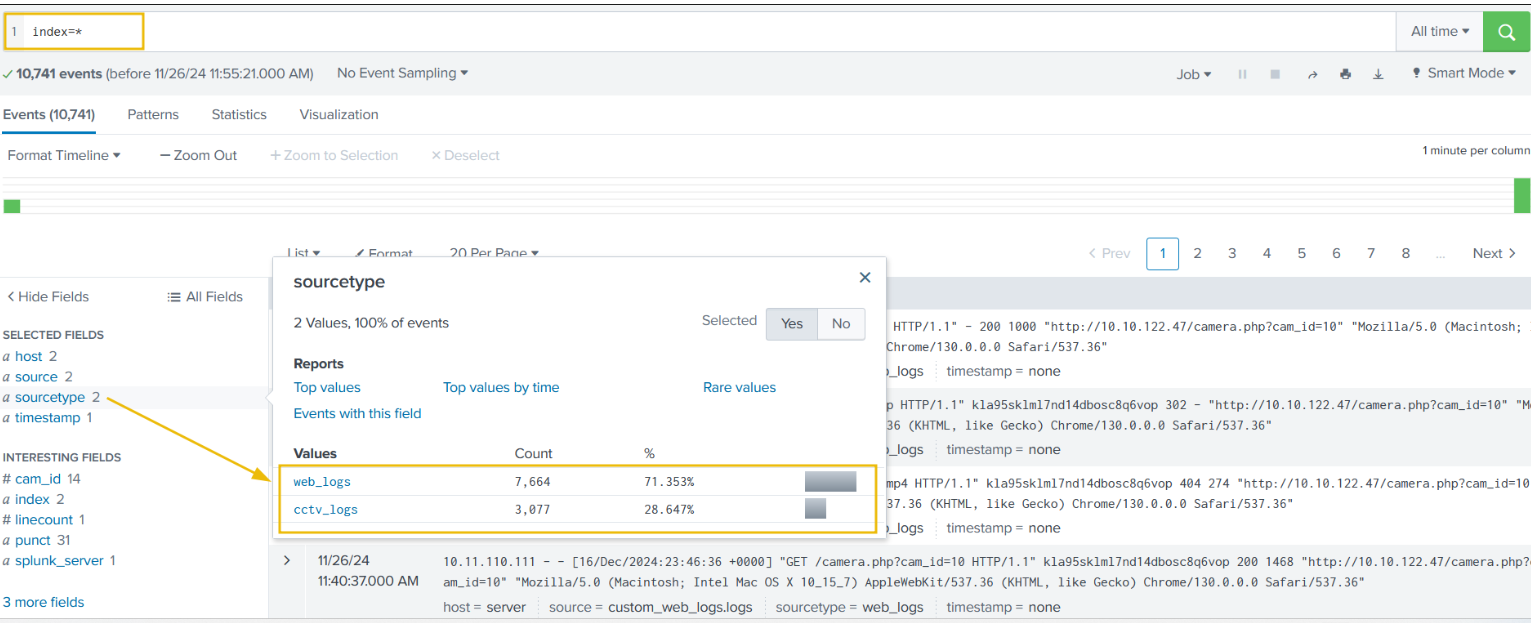 1 index=*
All time
10,741 events (before 11/26/24 11:55:21.000 AM) No Event Sampling
Job
Smart Mode
Events (10,741) Patterns Statistics Visualization
Format Timeline — Zoom Out + Zoom to Selection × Deselect
1 minute per column
List Format 20 Per Page
< Prev 1 2 3 4 5 6 7 8 ... Next >
< Hide Fields All Fields
SELECTED FIELDS
a host 2
a source 2
a sourcetype 2
a timestamp 1
INTERESTING FIELDS
# cam_id 14
a index 2
# linecount 1
a punct 31
a splunk_server 1
3 more fields
sourcetype
2 Values, 100% of events
Selected Yes No
Reports
Top values Top values by time Rare values
Events with this field
Values Count %
web_logs 7,664 71.353%
cctv_logs 3,077 28.647%
HTTP/1.1" - 200 1000 "http://10.10.122.47/camera.php?cam_id=10" "Mozilla/5.0 (Macintosh;
Chrome/130.0.0.0 Safari/537.36"
_logs timestamp = none
HTTP/1.1" kla95sklml7nd14dbosc8q6vop 302 - "http://10.10.122.47/camera.php?cam_id=10"
36 (KHTML, like Gecko) Chrome/130.0.0.0 Safari/537.36"
_logs timestamp = none
mp4 HTTP/1.1" kla95sklml7nd14dbosc8q6vop 404 274 "http://10.10.122.47/camera.php?cam_id=10
37.36 (KHTML, like Gecko) Chrome/130.0.0.0 Safari/537.36"
_logs timestamp = none
11/26/24
11:40:37.000 AM
10.11.110.111 - - [16/Dec/2024:23:46:36 +0000] "GET /camera.php?cam_id=10 HTTP/1.1" kla95sklml7nd14dbosc8q6vop 200 1468 "http://10.10.122.47/camera.php?
am_id=10" "Mozilla/5.0 (Macintosh; Intel Mac OS X 10_15_7) AppleWebKit/537.36 (KHTML, like Gecko) Chrome/130.0.0.0 Safari/537.36"
host = server source = custom_web_logs.logs sourcetype = web_logs timestamp = none